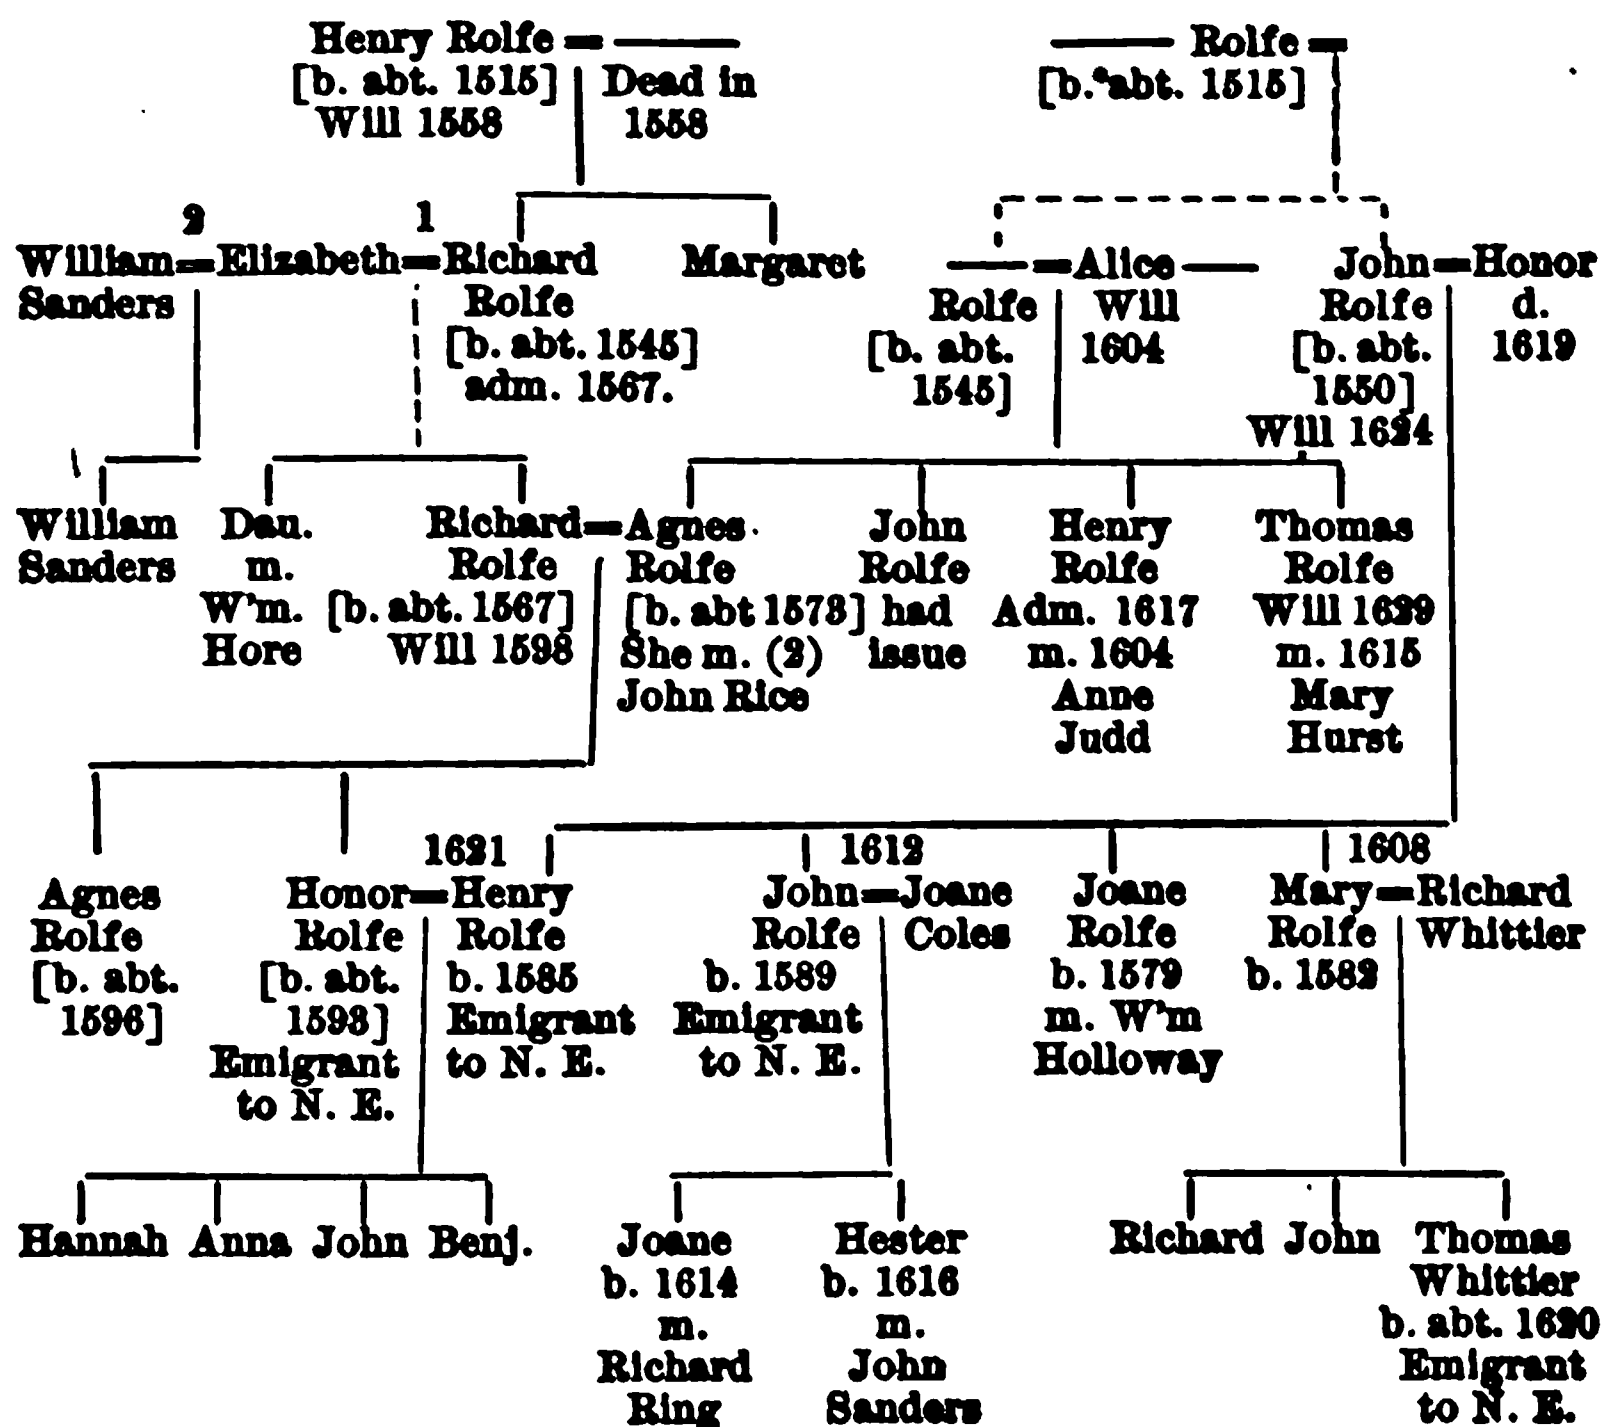 Henry Rolfe = ——— ——— Rolfe =
[b. abt. 1515] Dead in [b. abt. 1515]
Will 1558 1558
2 1
William = Elizabeth = Richard Margaret ——— = Alice ——— John = Honor
Sanders Rolfe Rolfe Will Rolfe d.
[b. abt. 1545] [b. abt. 1604 [b. abt. 1619
adm. 1567. 1545] 1550]
Will 1624
William Dau. Richard = Agnes John Henry Thomas
Sanders m. Rolfe Rolfe Rolfe Rolfe Rolfe
W'm. [b. abt. 1567] [b. abt 1573] had Adm. 1617 Will 1629
Hore Will 1598 She m. (2) issue m. 1604 m. 1615
John Rice Anne Mary
Judd Hurst
1621 1612 1608
Agnes Honor = Henry John = Joane Joane Mary = Richard
Rolfe Rolfe Rolfe Rolfe Coles Rolfe Rolfe Whittier
[b. abt. [b. abt. b. 1585 b. 1589 b. 1579 b. 1582
1596] 1593] Emigrant Emigrant m. W'm
Emigrant to N. E. to N. E. Holloway
to N. E.
Hannah Anna John Benj. Joane Hester Richard John Thomas
b. 1614 b. 1616 Whittier
m. m. b. abt. 1620
Richard John Emigrant
Ring Sanders to N. E.